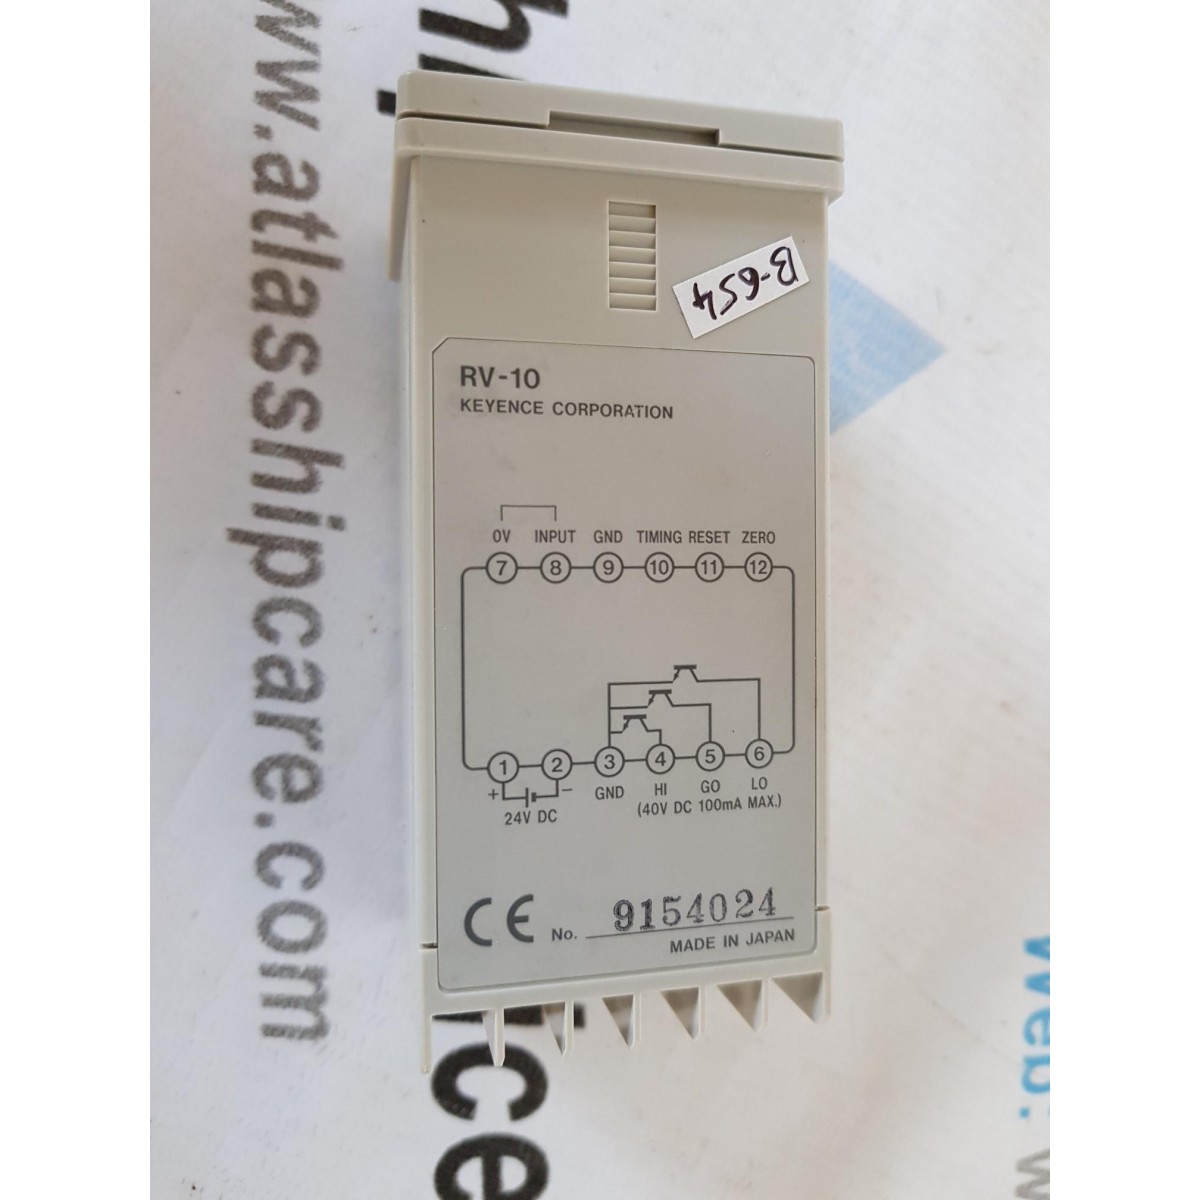 www.atlasshipcare.com
B-654
RV-10
KEYENCE CORPORATION
0V INPUT GND TIMING RESET ZERO
7 8 9 10 11 12
1 2 3 4 5 6
+ − GND HI GO LO
24V DC (40V DC 100mA MAX.)
CE No. 9154024
MADE IN JAPAN
Web: w